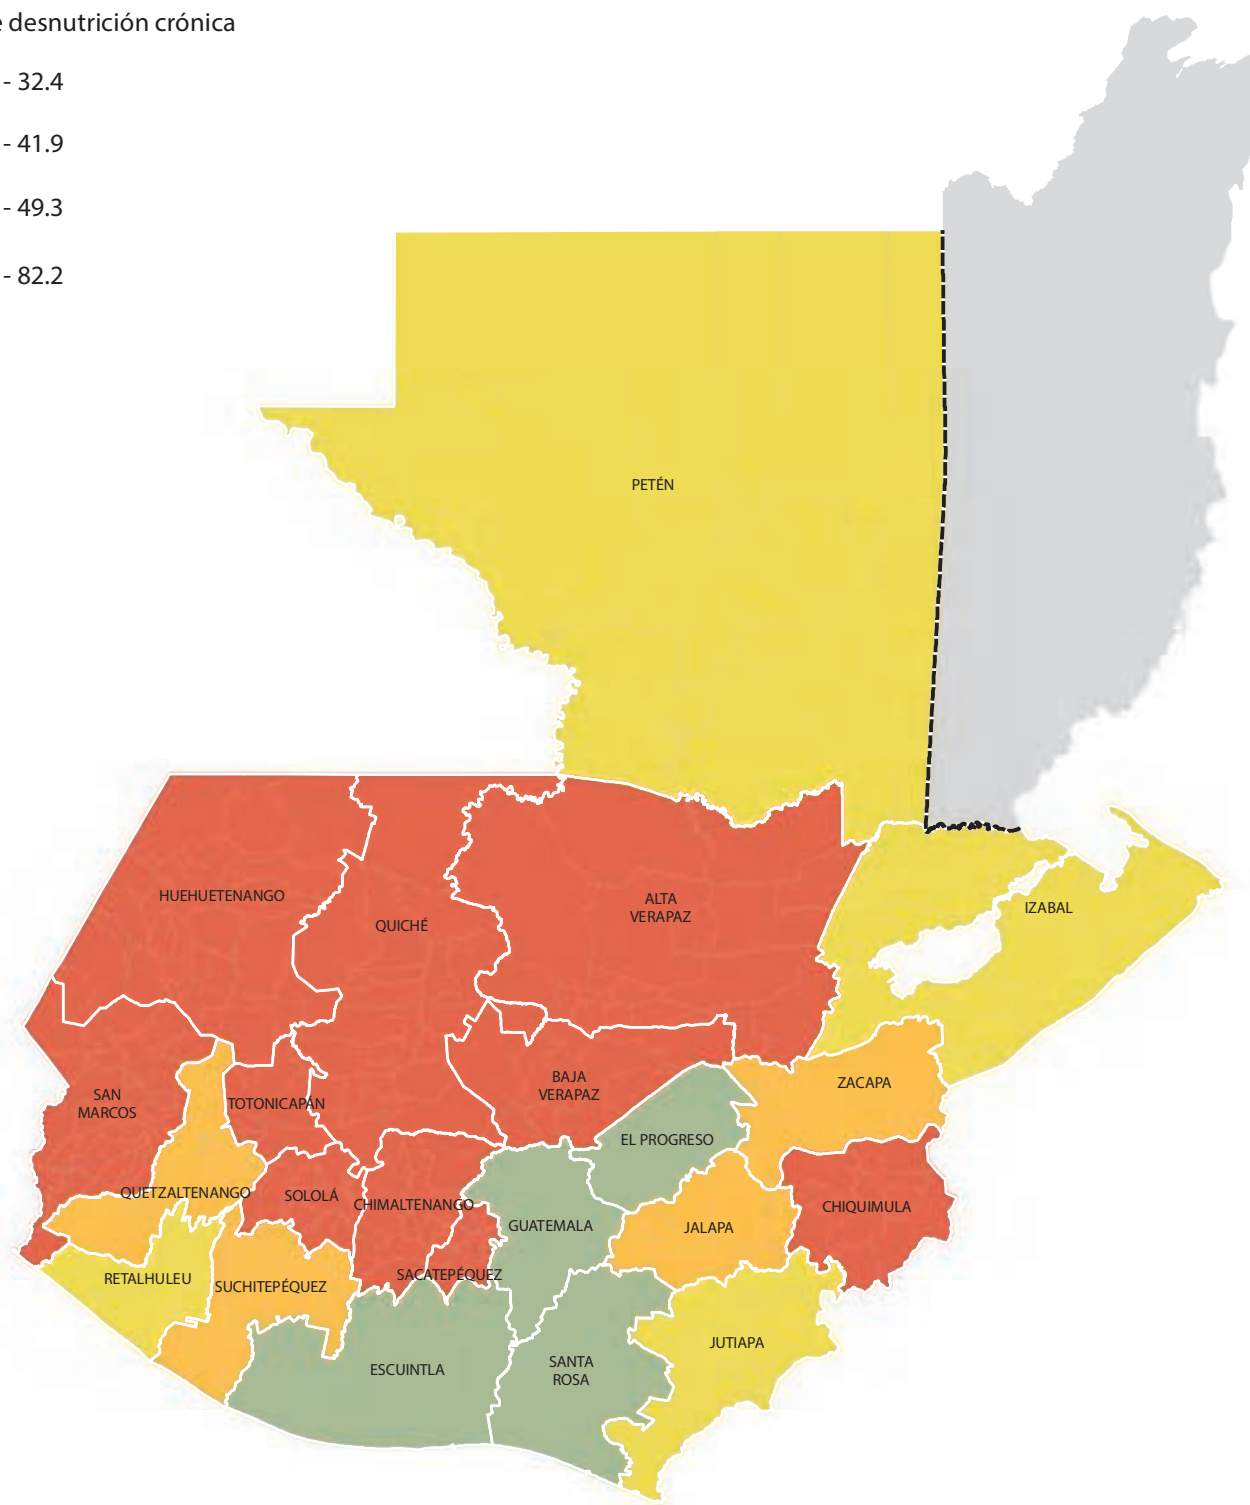 e desnutrición crónica
- 32.4
- 41.9
- 49.3
- 82.2
PETÉN
HUEHUETENANGO
QUICHÉ
ALTA
VERAPAZ
IZABAL
SAN
MARCOS
TOTONICAPÁN
BAJA
VERAPAZ
ZACAPA
EL PROGRESO
QUETZALTENANGO
SOLOLÁ
CHIMALTENANGO
GUATEMALA
JALAPA
CHIQUIMULA
RETALHULEU
SUCHITEPÉQUEZ
SACATEPÉQUEZ
ESCUINTLA
SANTA
ROSA
JUTIAPA